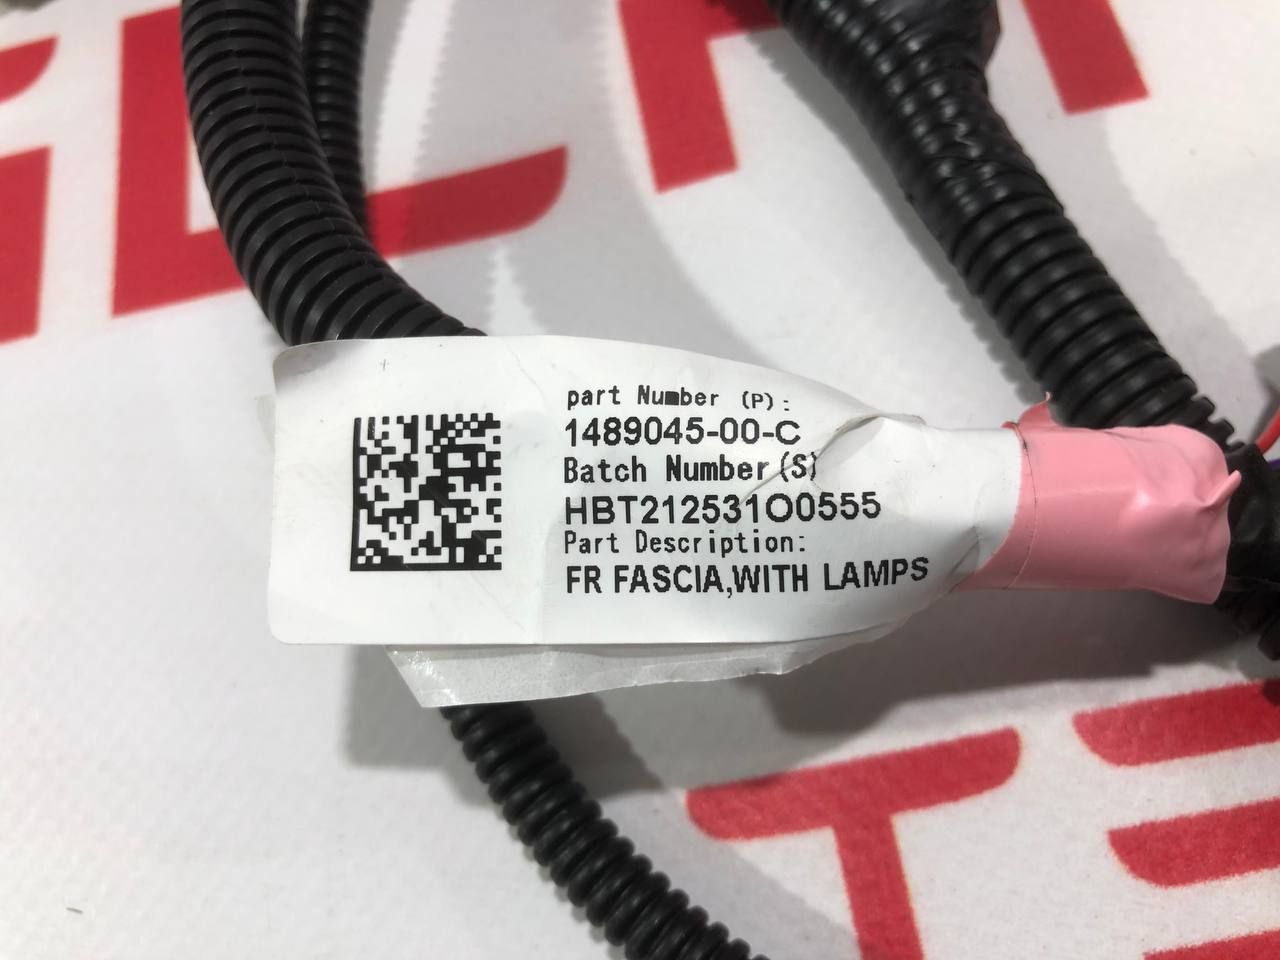 part Number (P):
1489045-00-C
Batch Number(S)
HBT212531O0555
Part Description:
FR FASCIA,WITH LAMPS